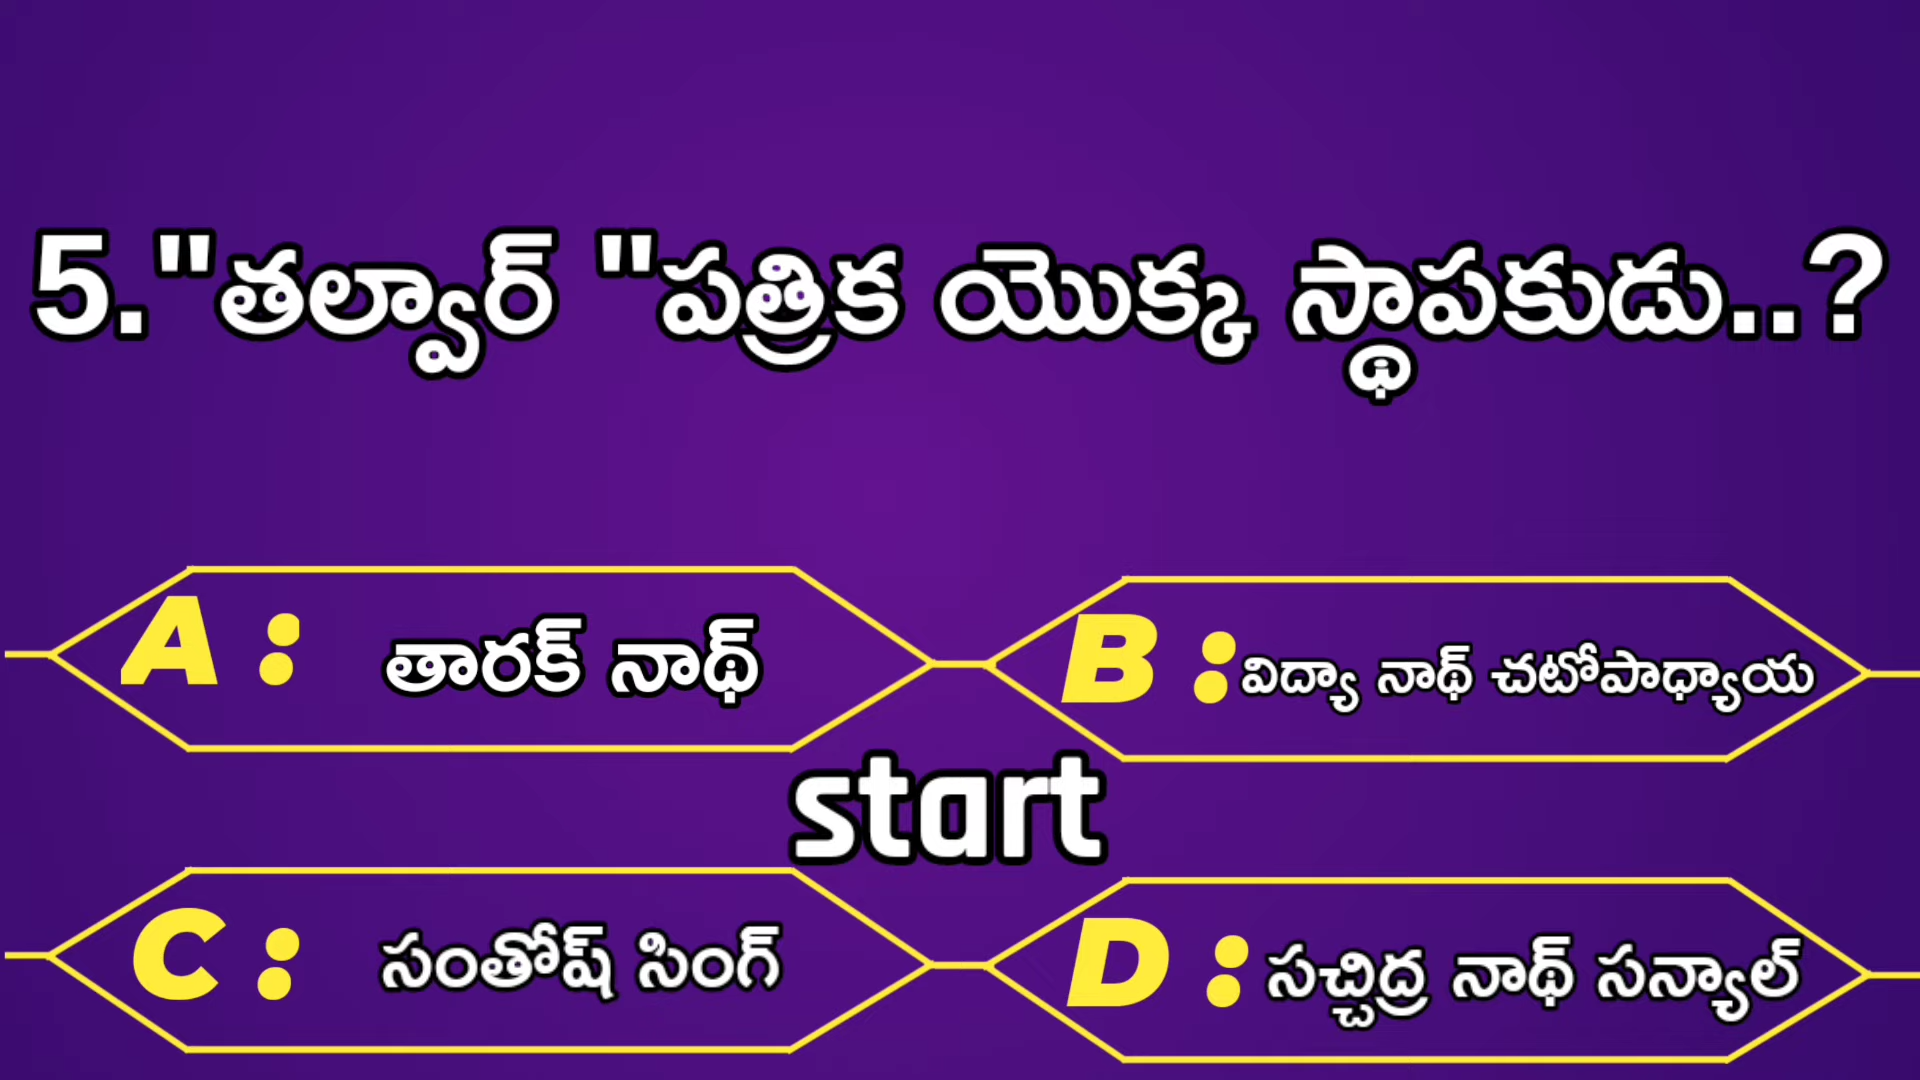 5."తల్వార్ "పత్రిక యొక్క స్థాపకుడు..?
A : తారక్ నాథ్
B : విద్యా నాథ్ చటోపాధ్యాయ
start
C : సంతోష్ సింగ్
D : సచ్చిద్ర నాథ్ సన్యాల్